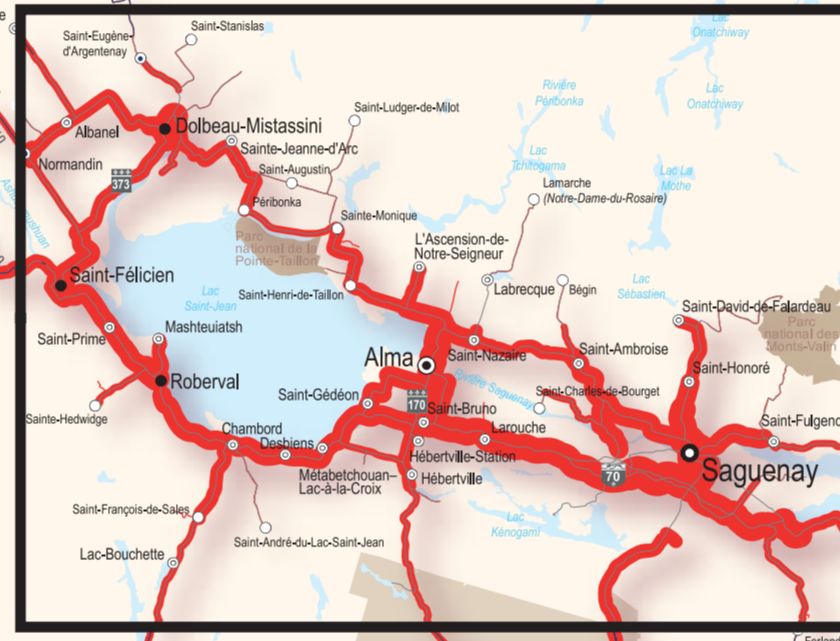 Saint-Stanislas
Saint-Eugène-
d'Argentenay
Lac
Onatchiway
Rivière
Péribonka
Lac
Onatchiway
Saint-Ludger-de-Milot
Albanel
Dolbeau-Mistassini
Sainte-Jeanne-d'Arc
Normandin
Saint-Augustin
Lac
Tchitogama
Lac La
Mothe
373
Lamarche
(Notre-Dame-du-Rosaire)
Péribonka
Sainte-Monique
Parc
national de la
Pointe-Taillon
L'Ascension-de-
Notre-Seigneur
Saint-Félicien
Lac
Saint-Jean
Saint-Henri-de-Taillon
Labrecque
Bégin
Lac
Sébastien
Saint-David-de-Falardeau
Parc
national des
Monts-Valin
Saint-Prime
Mashteuiatsh
Alma
Saint-Nazaire
Saint-Ambroise
Roberval
Rivière Saguenay
Saint-Honoré
Saint-Charles-de-Bourget
Saint-Gédéon
170
Saint-Bruno
Sainte-Hedwidge
Chambord
Desbiens
Larouche
Saint-Fulgenc
Hébertville-Station
Saguenay
70
Métabetchouan–
Lac-à-la-Croix
Hébertville
Saint-François-de-Sales
Lac
Kénogami
Saint-André-du-Lac-Saint-Jean
Lac-Bouchette